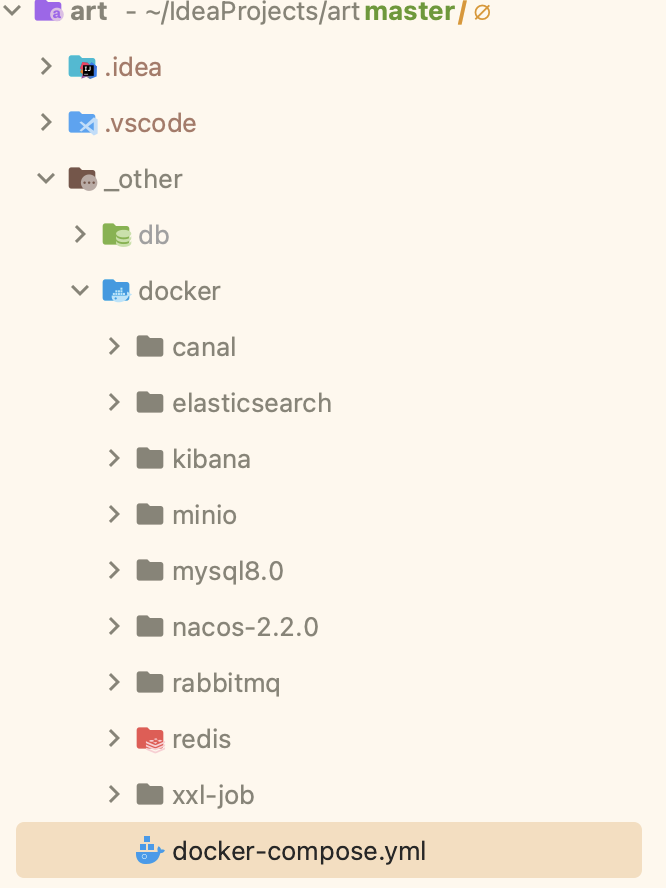 art - ~/IdeaProjects/art master / ∅
.idea
.vscode
_other
db
docker
canal
elasticsearch
kibana
minio
mysql8.0
nacos-2.2.0
rabbitmq
redis
xxl-job
docker-compose.yml